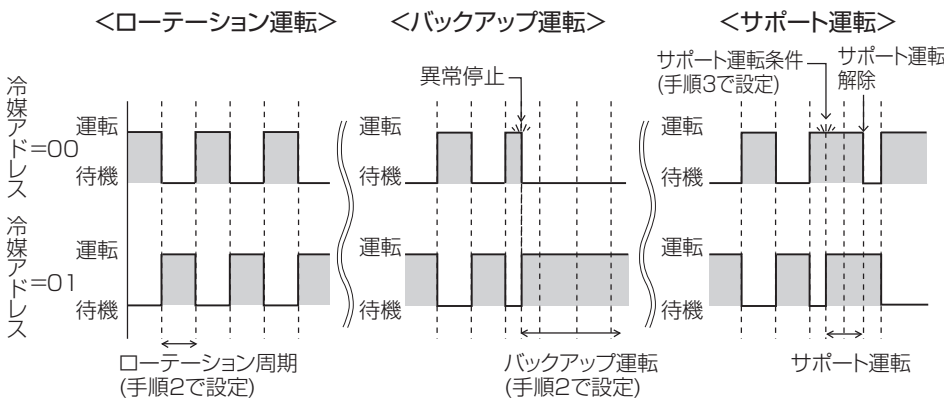 <ローテーション運転>
<バックアップ運転>
<サポート運転>
異常停止
サポート運転条件
(手順3で設定)
サポート運転
解除
冷媒アドレス=00
運転
待機
運転
待機
運転
待機
冷媒アドレス=01
運転
待機
運転
待機
運転
待機
ローテーション周期
(手順2で設定)
バックアップ運転
(手順2で設定)
サポート運転